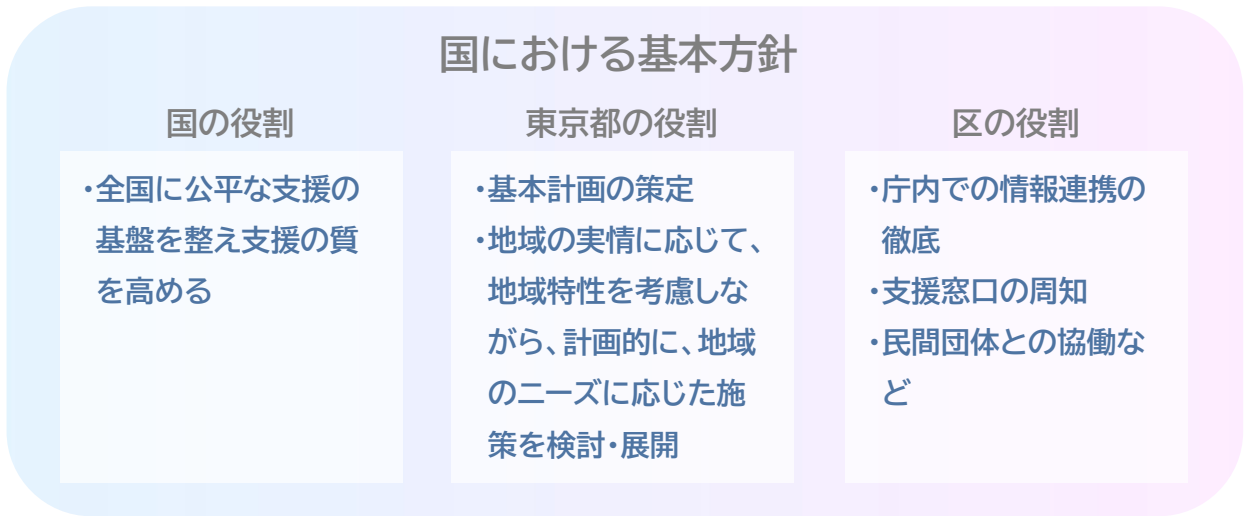 国における基本方針
国の役割
・全国に公平な支援の
基盤を整え支援の質
を高める
東京都の役割
・基本計画の策定
・地域の実情に応じて、
地域特性を考慮しな
がら、計画的に、地域
のニーズに応じた施
策を検討・展開
区の役割
・庁内での情報連携の
徹底
・支援窓口の周知
・民間団体との協働な
ど